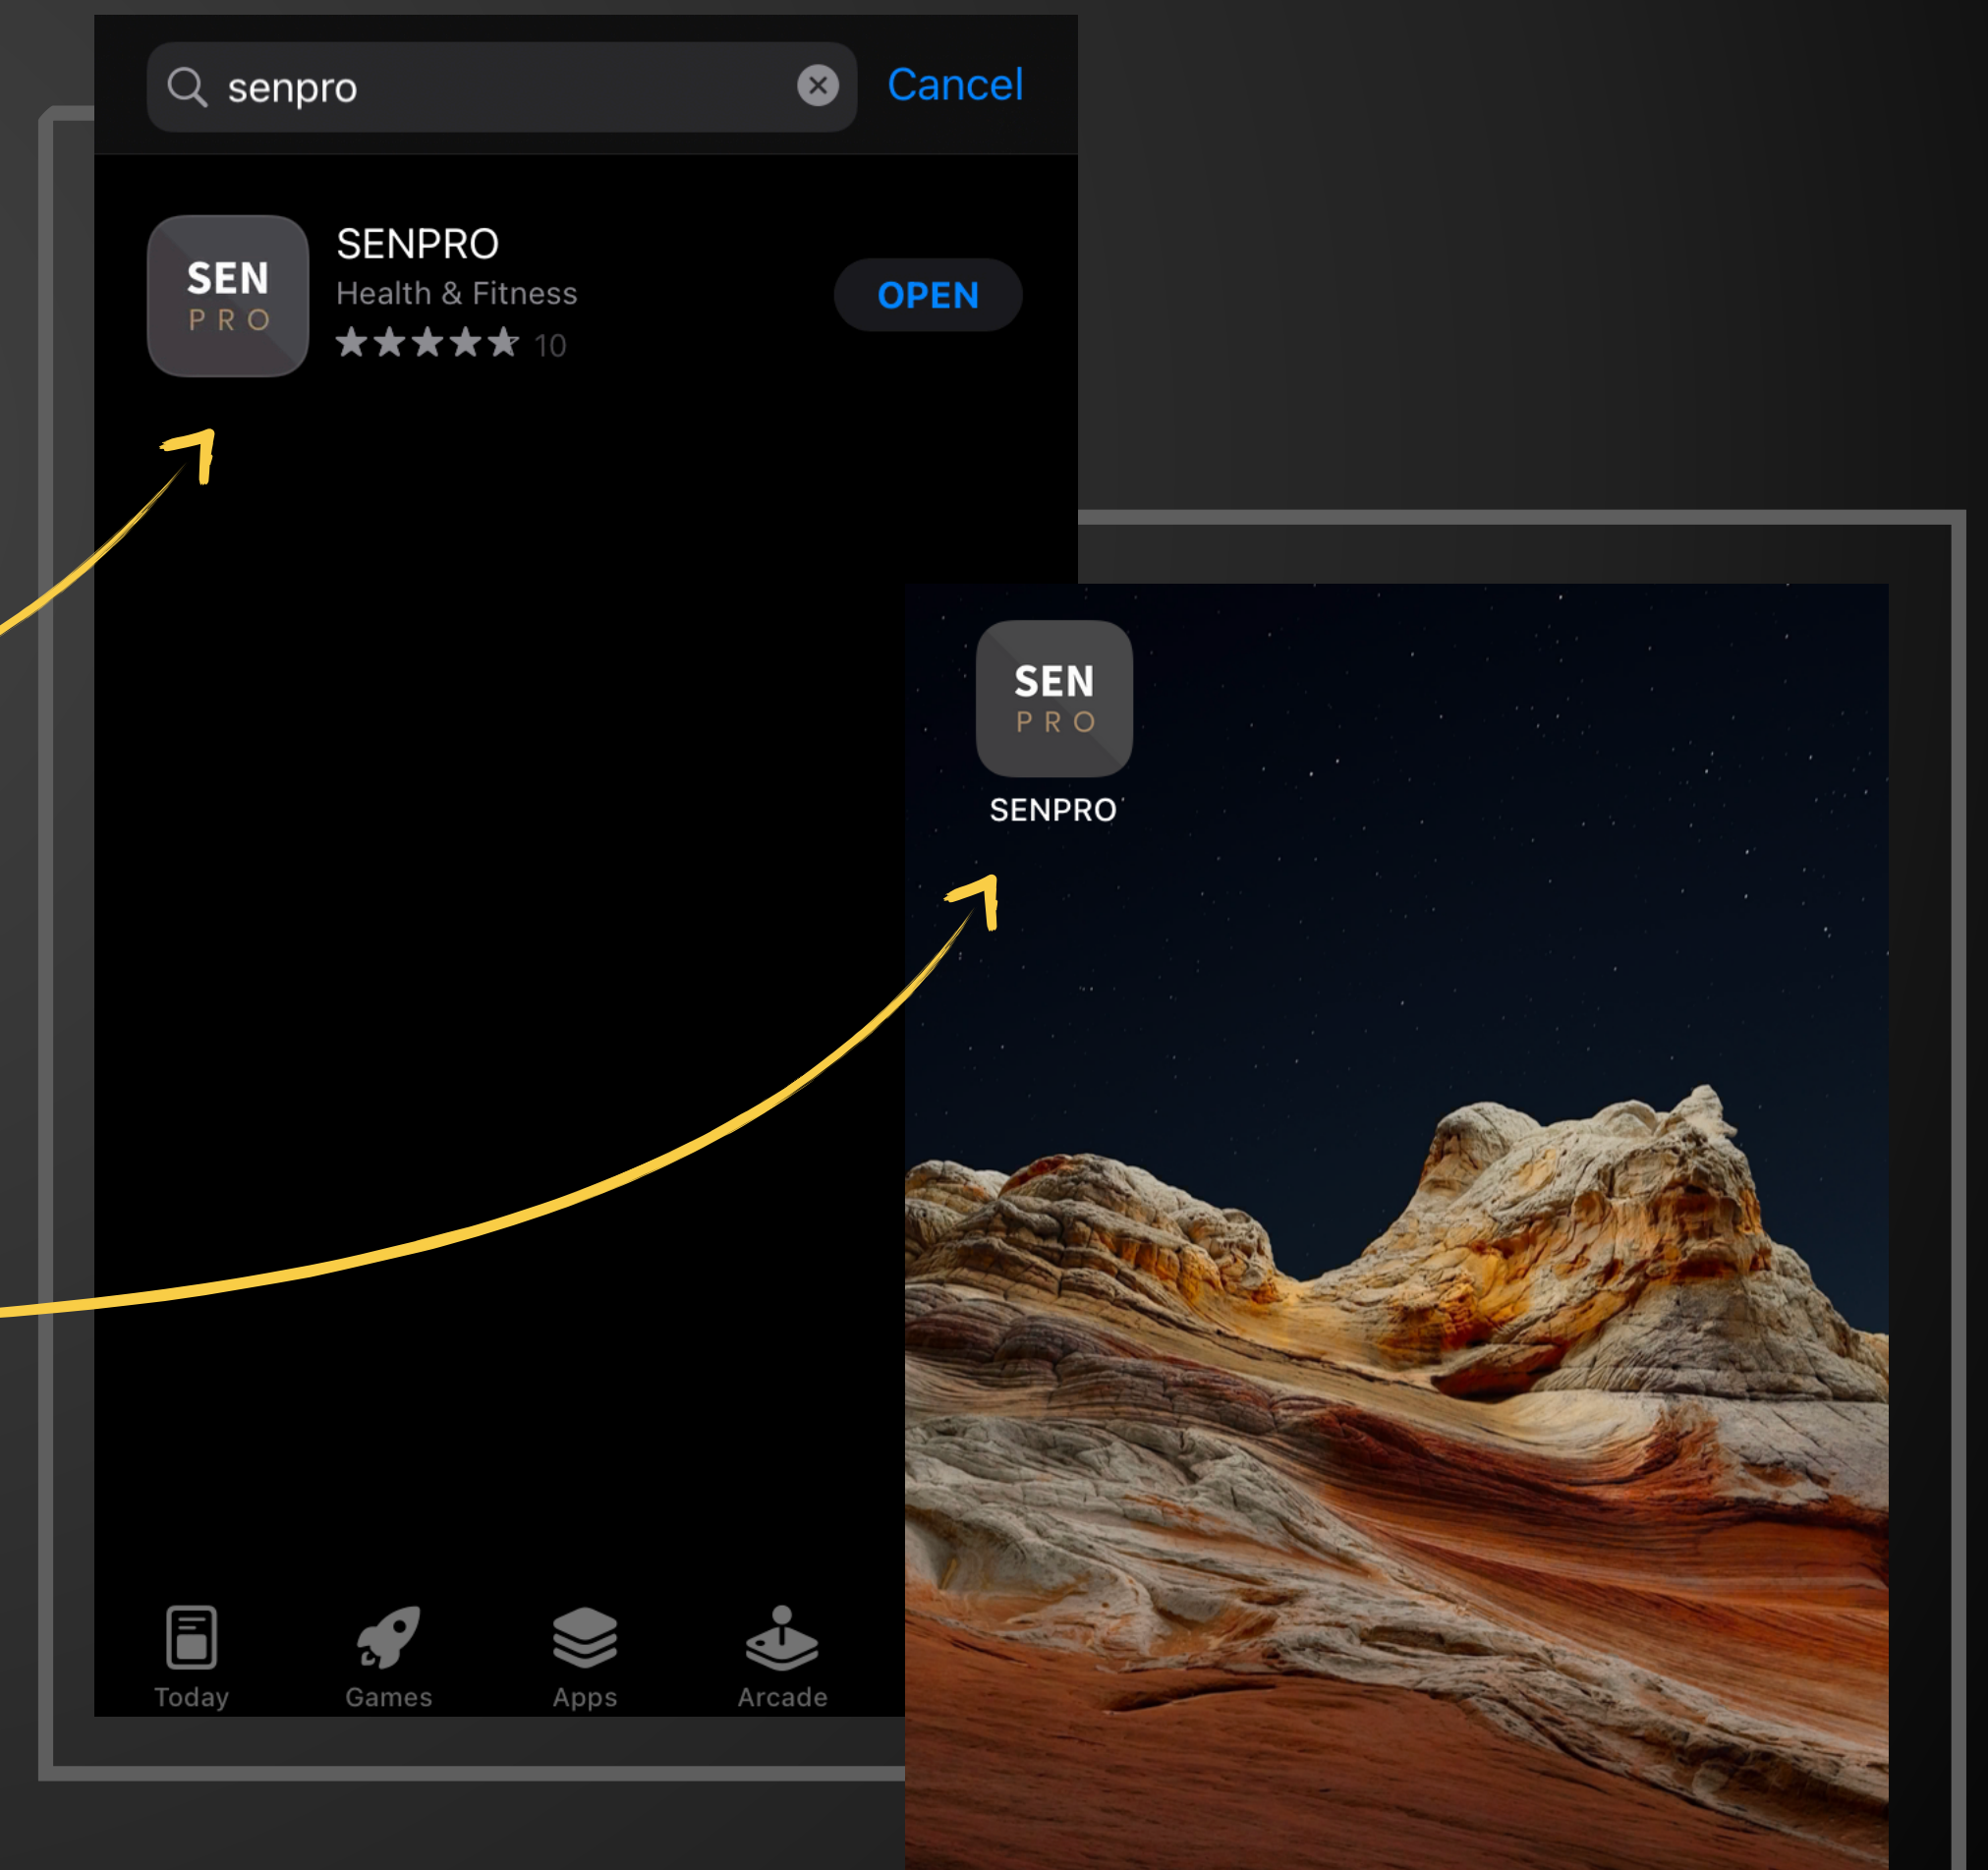 senpro
Cancel
SEN
PRO
SENPRO
Health & Fitness
10
OPEN
SEN
PRO
SENPRO
Today
Games
Apps
Arcade